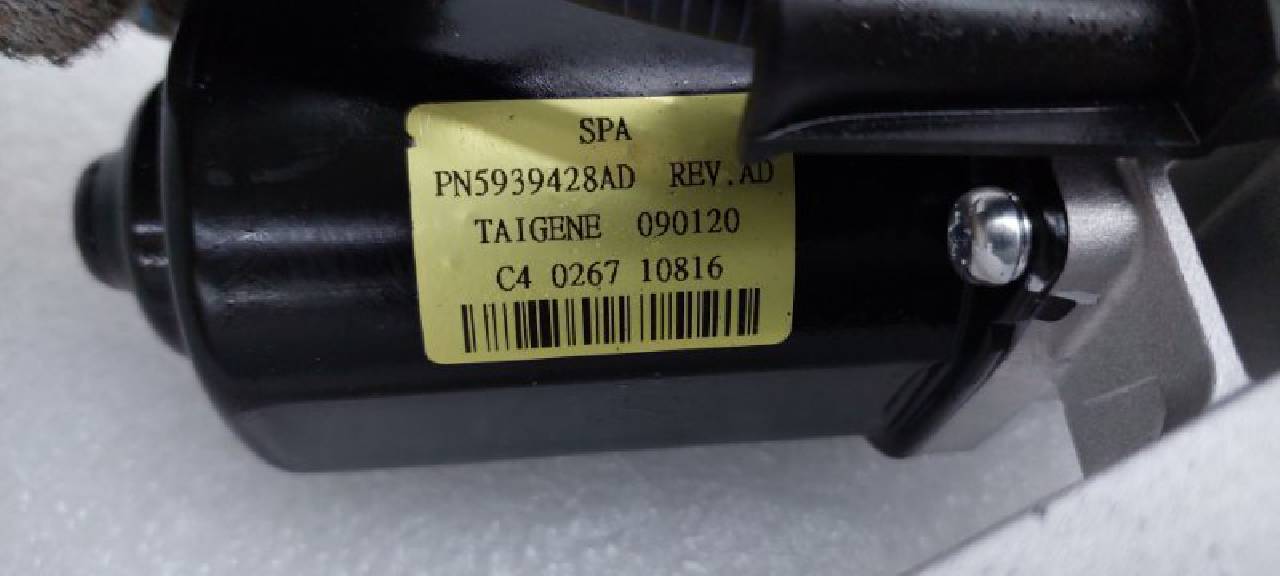 SPA
PN5939428AD REV.AD
TAIGENE 090120
C4 0267 10816